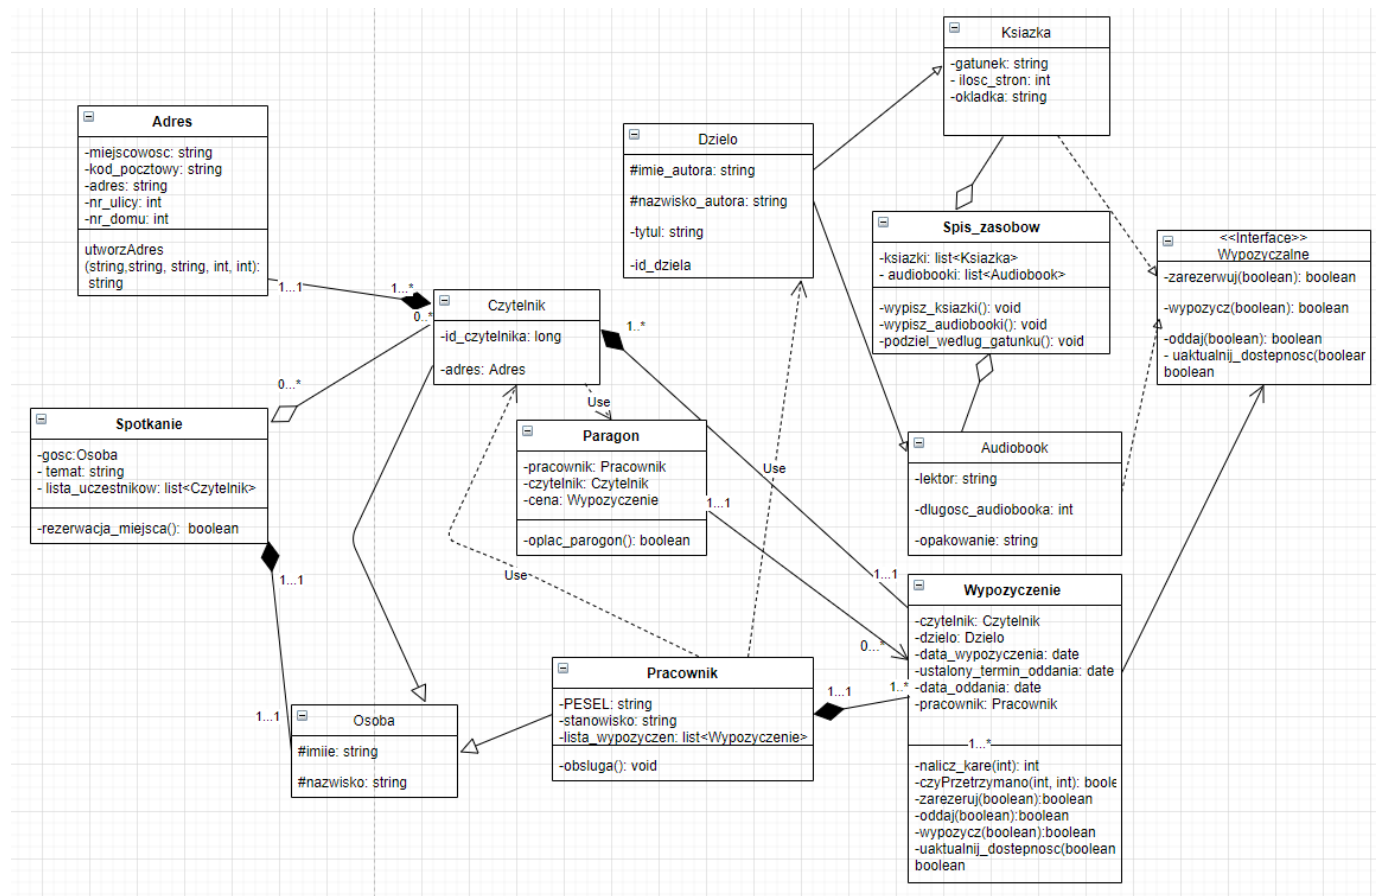 Ksiazka
-gatunek: string
- ilosc_stron: int
-okladka: string
Adres
-miejscowosc: string
-kod_pocztowy: string
-adres: string
-nr_ulicy: int
-nr_domu: int
utworzAdres
(string,string, string, int, int):
string
Dzielo
#imie_autora: string
#nazwisko_autora: string
-tytul: string
-id_dziela
Spis_zasobow
-ksiazki: list<Ksiazka>
- audiobooki: list<Audiobook>
-wypisz_ksiazki(): void
-wypisz_audiobooki(): void
-podziel_wedlug_gatunku(): void
<<Interface>>
Wypozyczalne
-zarezerwuj(boolean): boolean
-wypozycz(boolean): boolean
-oddaj(boolean): boolean
- uaktualnij_dostepnosc(boolear
boolean
1...1
1...*
0..*
Czytelnik
-id_czytelnika: long
-adres: Adres
1..*
0...*
Use
Spotkanie
-gosc:Osoba
- temat: string
- lista_uczestnikow: list<Czytelnik>
-rezerwacja_miejsca(): boolean
Paragon
-pracownik: Pracownik
-czytelnik: Czytelnik
-cena: Wypozyczenie
-oplac_parogon(): boolean
1...1
Use
Audiobook
-lektor: string
-dlugosc_audiobooka: int
-opakowanie: string
1...1
Use
1...1
Wypozyczenie
-czytelnik: Czytelnik
-dzielo: Dzielo
-data_wypozyczenia: date
-ustalony_termin_oddania: date
-data_oddania: date
-pracownik: Pracownik
1...*
-nalicz_kare(int): int
-czyPrzetrzymano(int, int): boole
-zarezeruj(boolean):boolean
-oddaj(boolean):boolean
-wypozycz(boolean):boolean
-uaktualnij_dostepnosc(boolean
boolean
0...*
1..*
1...1
Pracownik
-PESEL: string
-stanowisko: string
-lista_wypozyczen: list<Wypozyczenie>
-obsluga(): void
1...1
Osoba
#imiie: string
#nazwisko: string